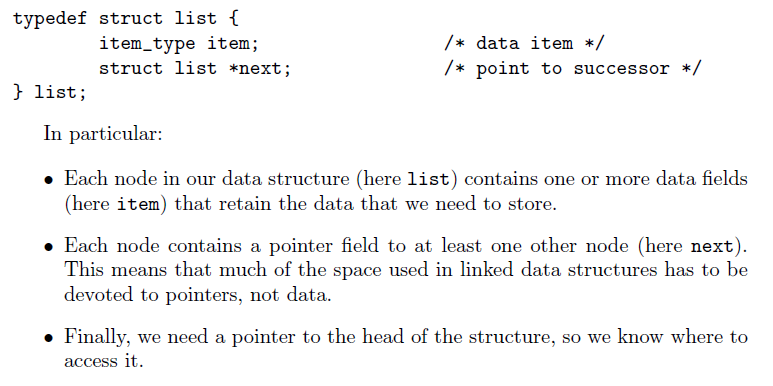 typedef struct list {
item_type item; /* data item */
struct list *next; /* point to successor */
} list;
In particular:
• Each node in our data structure (here list) contains one or more data fields
(here item) that retain the data that we need to store.
• Each node contains a pointer field to at least one other node (here next).
This means that much of the space used in linked data structures has to be
devoted to pointers, not data.
• Finally, we need a pointer to the head of the structure, so we know where to
access it.